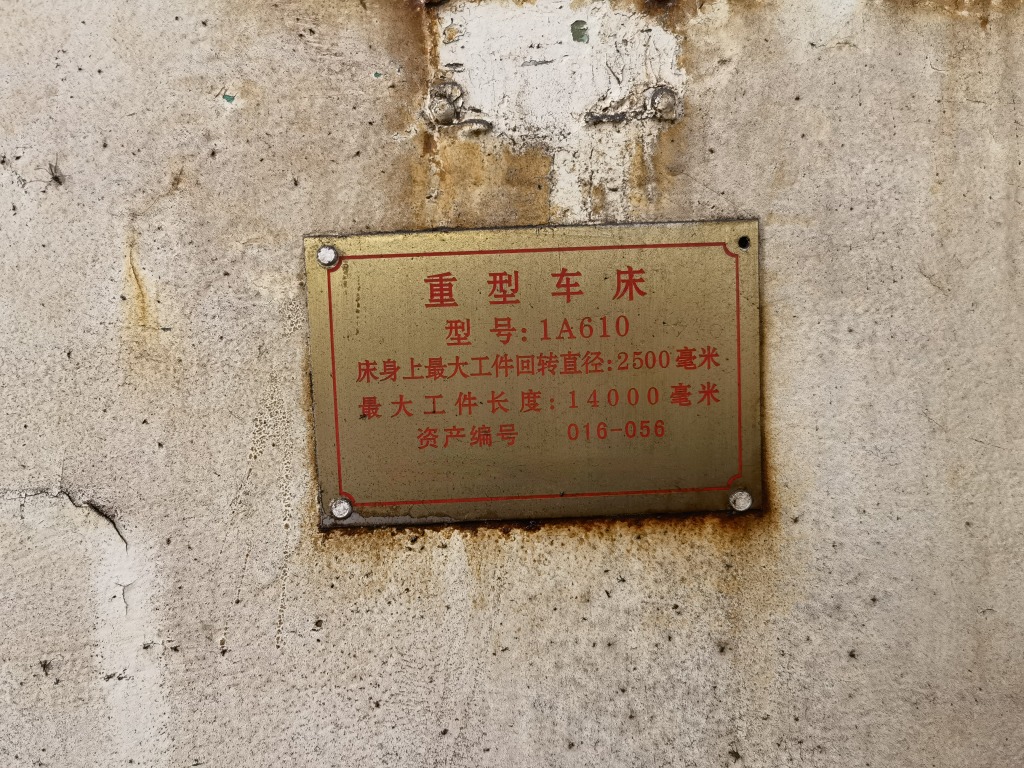 重型车床
型号:1A610
床身上最大工件回转直径:2500毫米
最大工件长度:14000毫米
资产编号 016-056